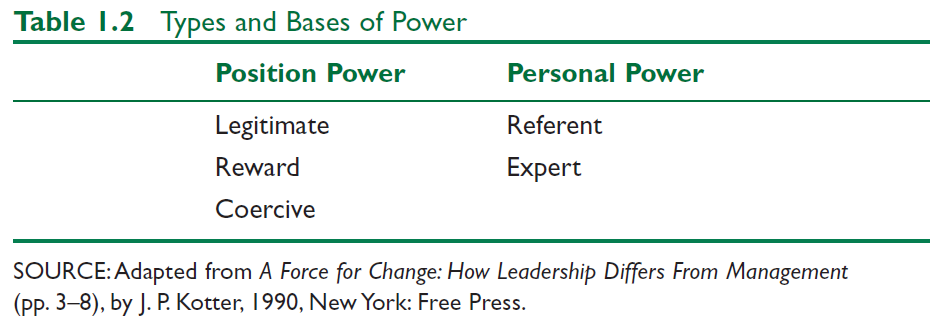 Table 1.2 Types and Bases of Power
Position Power Personal Power
Legitimate Referent
Reward Expert
Coercive
SOURCE: Adapted from A Force for Change: How Leadership Differs From Management
(pp. 3–8), by J. P. Kotter, 1990, New York: Free Press.